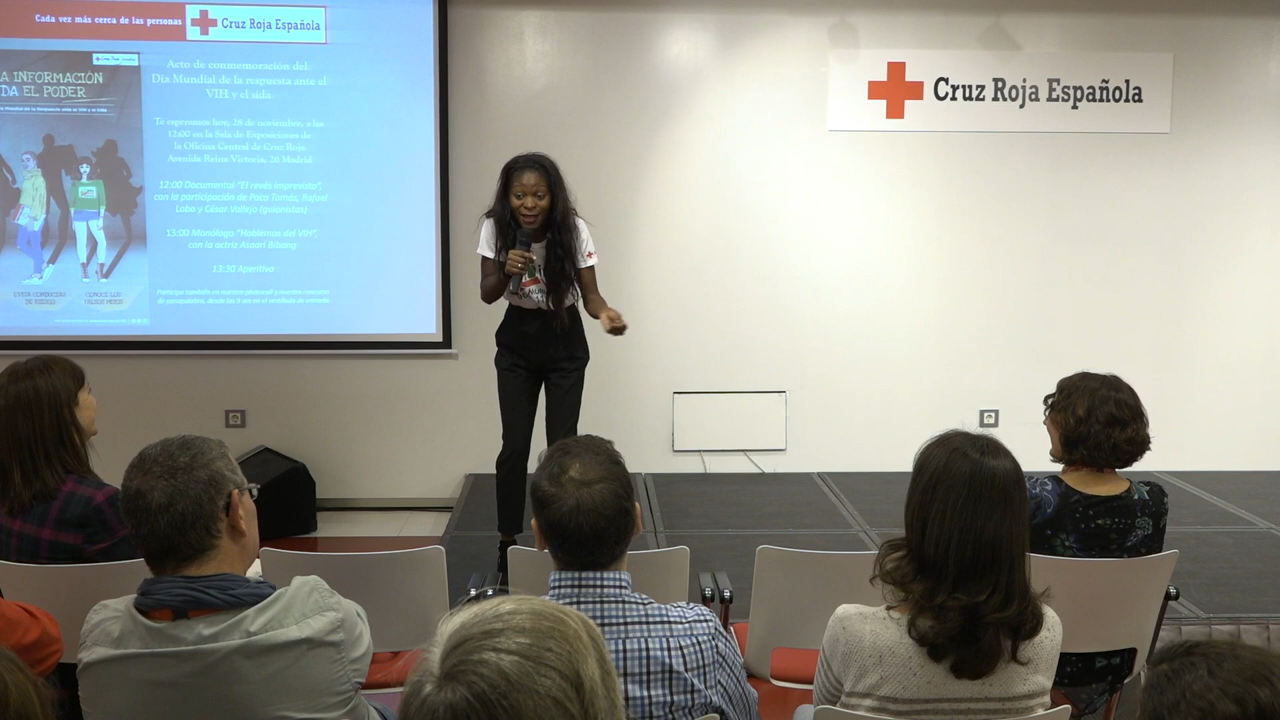 Cada vez más cerca de las personas
Cruz Roja Española
A INFORMACIÓN
DA EL PODER
Acto de conmemoración del
Día Mundial de la respuesta ante el
VIH y el sida
Te esperamos hoy, 28 de noviembre, a las
12:00 en la Sala de Exposiciones de
la Oficina Central de Cruz Roja
Avenida Reina Victoria, 26 Madrid
12:00 Documental "El revés imprevisto",
con la participación de Paco Tomás, Rafael
Lobo y César Vallejo (guionistas)
13:00 Monólogo "Hablemos del VIH",
con la actriz Asaari Bibang
13:30 Aperitivo
Cruz Roja Española